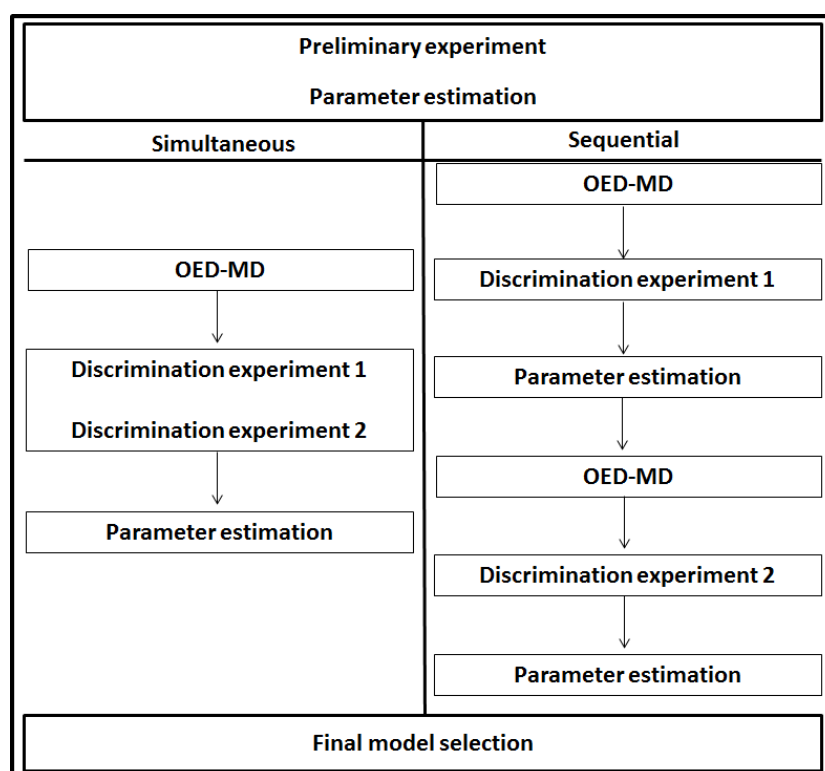 Preliminary experiment
Parameter estimation
Simultaneous
OED-MD
Discrimination experiment 1
Discrimination experiment 2
Parameter estimation
Sequential
OED-MD
Discrimination experiment 1
Parameter estimation
OED-MD
Discrimination experiment 2
Parameter estimation
Final model selection